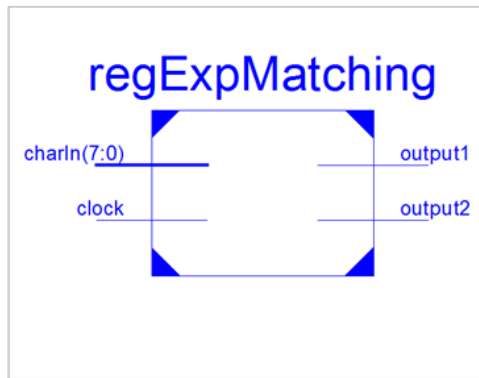 regExpMatching
charIn(7:0)
output1
clock
output2